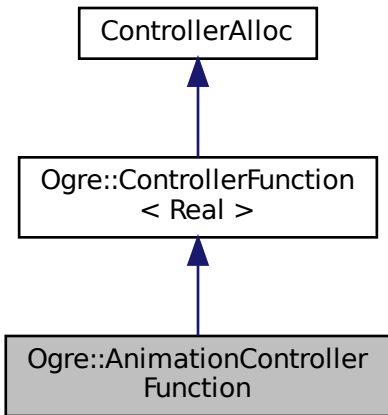 ControllerAlloc
Ogre::ControllerFunction
< Real >
Ogre::AnimationController
Function